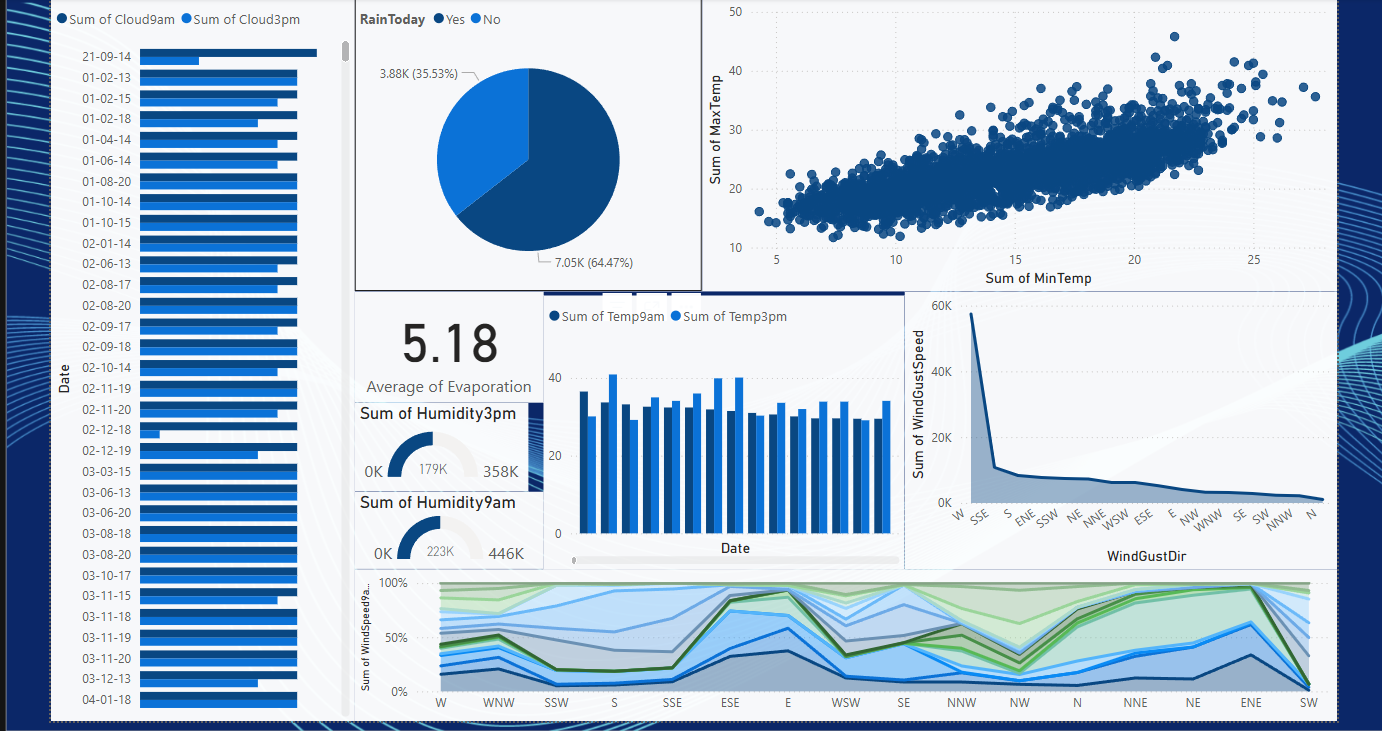 Sum of Cloud9am Sum of Cloud3pm
21-09-14
01-02-13
01-02-15
01-02-18
01-04-14
01-06-14
01-08-20
01-10-14
01-10-15
02-01-14
02-06-13
02-08-17
02-08-20
02-09-17
02-09-18
02-10-14
02-11-19
02-11-20
02-12-18
02-12-19
03-03-15
03-06-13
03-06-20
03-08-18
03-08-20
03-10-17
03-11-15
03-11-18
03-11-19
03-11-20
03-12-13
04-01-18
Date
RainToday Yes No
3.88K (35.53%)
7.05K (64.47%)
Sum of MaxTemp
50
40
30
20
10
5 10 15 20 25
Sum of MinTemp
5.18
Average of Evaporation
Sum of Humidity3pm
0K 179K 358K
Sum of Humidity9am
0K 223K 446K
Sum of Temp9am Sum of Temp3pm
40
20
0
Date
Sum of WindGustSpeed
60K
40K
20K
0K
W SSE S ENE SSW NE NNE WSW ESE E NW WNW SE SW NNW N
WindGustDir
Sum of WindSpeed9a...
100%
50%
0%
W WNW SSW S SSE ESE E WSW SE NNW NW N NNE NE ENE SW